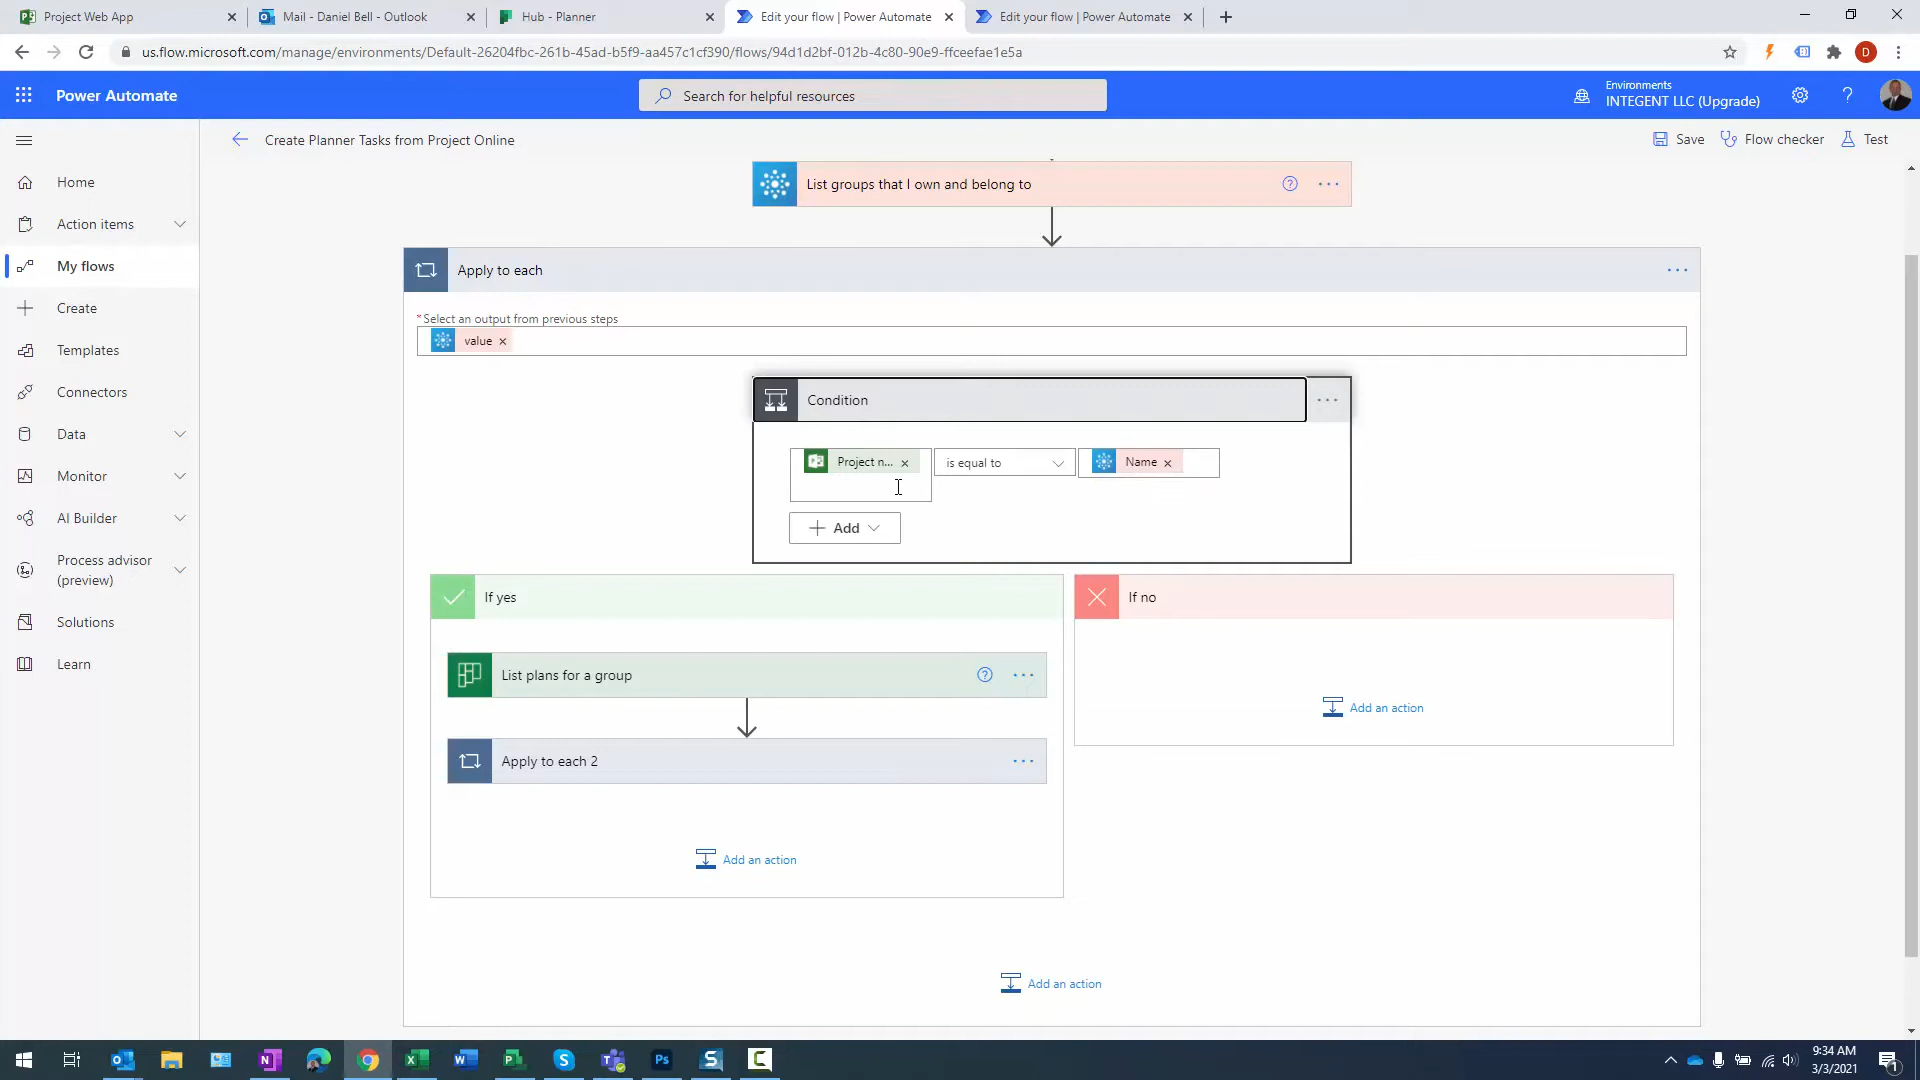 Project Web App
Mail - Daniel Bell - Outlook
Hub - Planner
Edit your flow | Power Automate
Edit your flow | Power Automate
us.flow.microsoft.com/manage/environments/Default-26204fbc-261b-45ad-b5f9-aa457c1cf390/flows/94d1d2bf-012b-4c80-90e9-ffceefae1e5a
D
Power Automate
Search for helpful resources
Environments
INTEGENT LLC (Upgrade)
Create Planner Tasks from Project Online
Save
Flow checker
Test
Home
Action items
My flows
Create
Templates
Connectors
Data
Monitor
AI Builder
Process advisor
(preview)
Solutions
Learn
List groups that I own and belong to
Apply to each
*Select an output from previous steps
value
Condition
Project n...
is equal to
Name
Add
If yes
List plans for a group
Apply to each 2
Add an action
If no
Add an action
Add an action
9:34 AM
3/3/2021
1